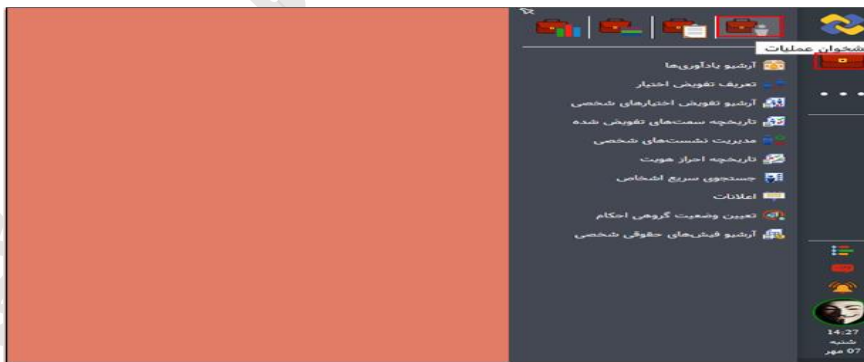 پیشخوان عملیات
آرشیو یادآوری‌ها
تعریف تفویض اختیار
آرشیو تفویض اختیارهای شخصی
تاریخچه سمت‌های تفویض شده
مدیریت نشست‌های شخصی
تاریخچه احراز هویت
جستجوی سریع اشخاص
اعلانات
تعیین وضعیت گروهی احکام
آرشیو فیش‌های حقوقی شخصی
14:27
شنبه
07 مهر